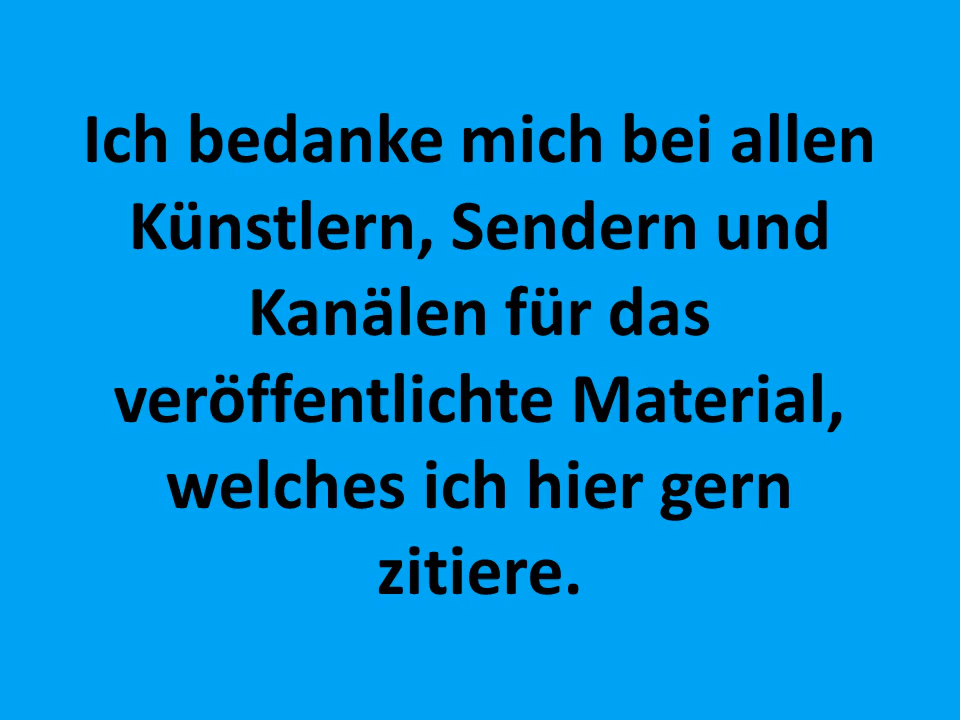 Ich bedanke mich bei allen
Künstlern, Sendern und
Kanälen für das
veröffentlichte Material,
welches ich hier gern
zitiere.